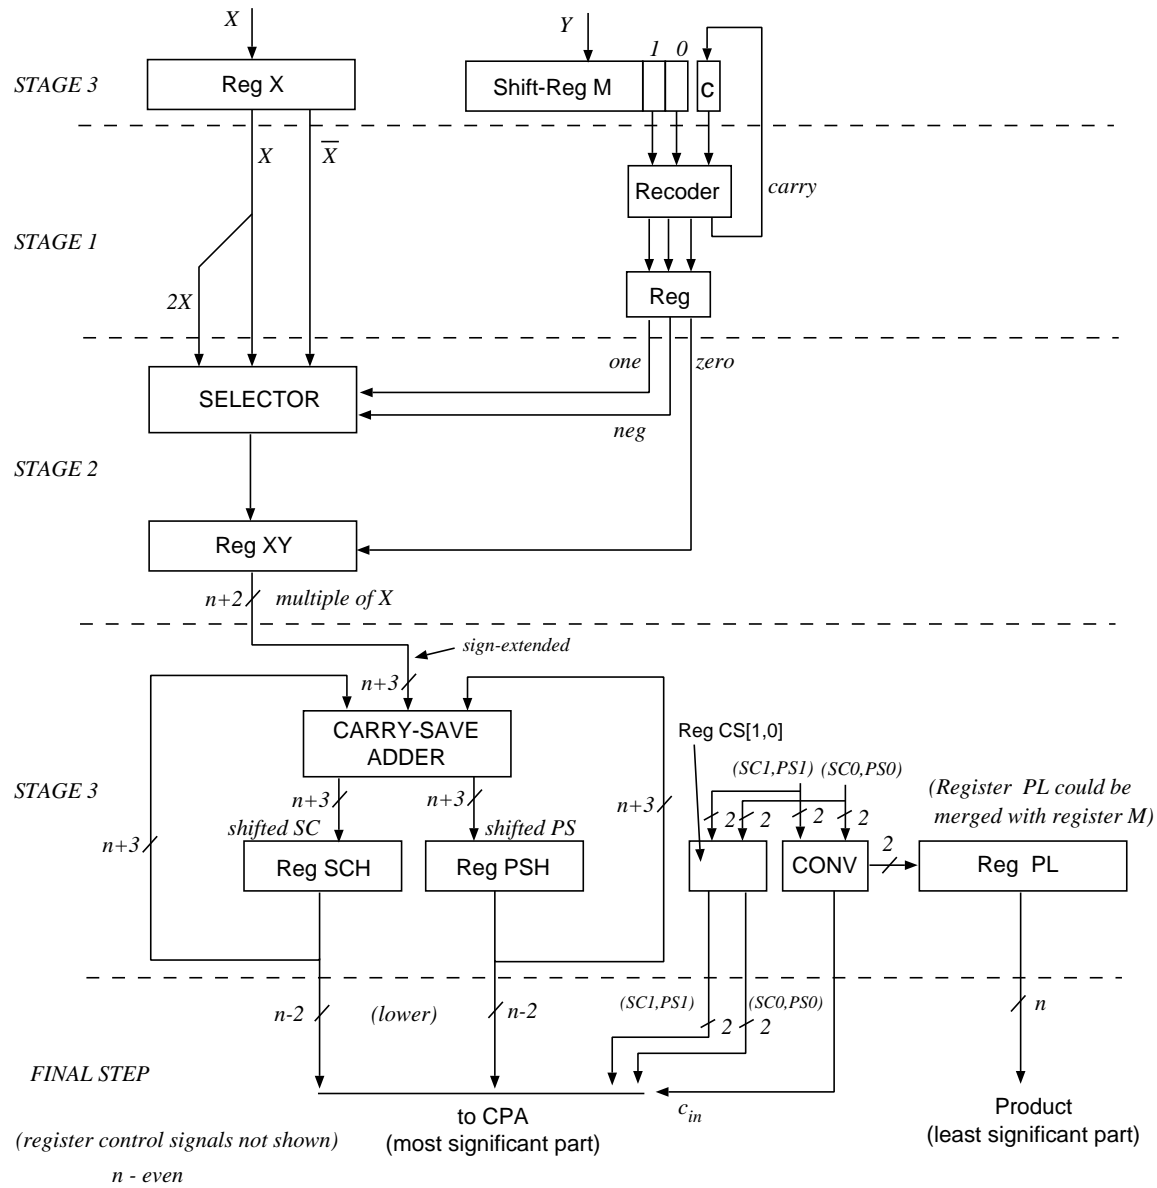 X
Y
1 0
STAGE 3
Reg X
Shift-Reg M
C
X
X
Recoder
carry
STAGE 1
2X
Reg
one
zero
SELECTOR
neg
STAGE 2
Reg XY
n+2
multiple of X
sign-extended
n+3
CARRY-SAVE
ADDER
Reg CS[1,0]
(SC1,PS1)
(SC0,PS0)
STAGE 3
n+3
n+3
n+3
(Register PL could be
merged with register M)
shifted SC
shifted PS
2
2
2
2
n+3
2
Reg SCH
Reg PSH
CONV
Reg PL
n-2
(lower)
n-2
(SC1,PS1)
(SC0,PS0)
2
2
n
FINAL STEP
to CPA
(most significant part)
cin
Product
(least significant part)
(register control signals not shown)
n - even